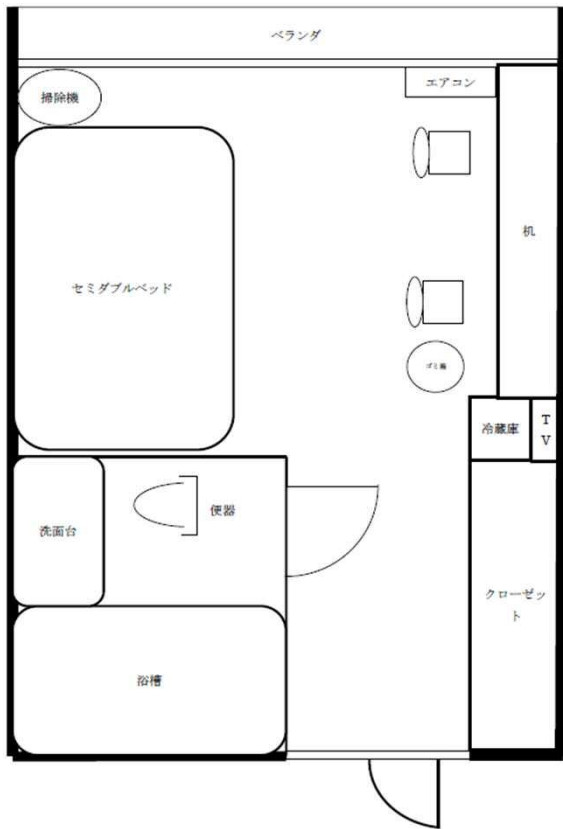 ベランダ
掃除機
エアコン
机
セミダブルベッド
ゴミ箱
冷蔵庫
T
V
便器
洗面台
クローゼッ
ト
浴槽